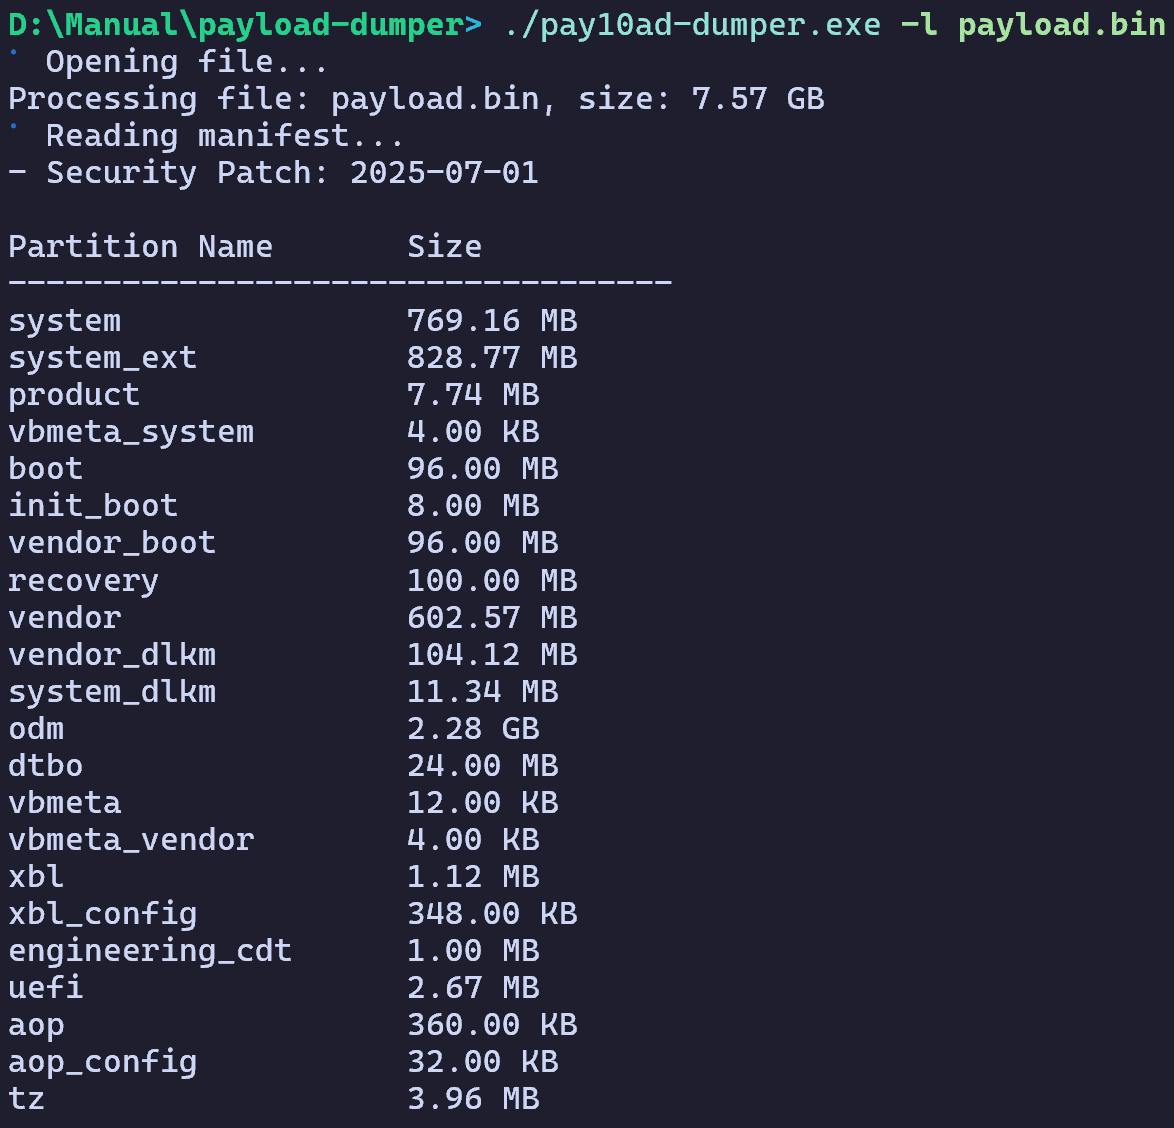 D:\Manual\payload-dumper> ./pay10ad-dumper.exe -l payload.bin
Opening file...
Processing file: payload.bin, size: 7.57 GB
Reading manifest...
- Security Patch: 2025-07-01
Partition Name Size
-----------------------------------
system 769.16 MB
system_ext 828.77 MB
product 7.74 MB
vbmeta_system 4.00 KB
boot 96.00 MB
init_boot 8.00 MB
vendor_boot 96.00 MB
recovery 100.00 MB
vendor 602.57 MB
vendor_dlkm 104.12 MB
system_dlkm 11.34 MB
odm 2.28 GB
dtbo 24.00 MB
vbmeta 12.00 KB
vbmeta_vendor 4.00 KB
xbl 1.12 MB
xbl_config 348.00 KB
engineering_cdt 1.00 MB
uefi 2.67 MB
aop 360.00 KB
aop_config 32.00 KB
tz 3.96 MB